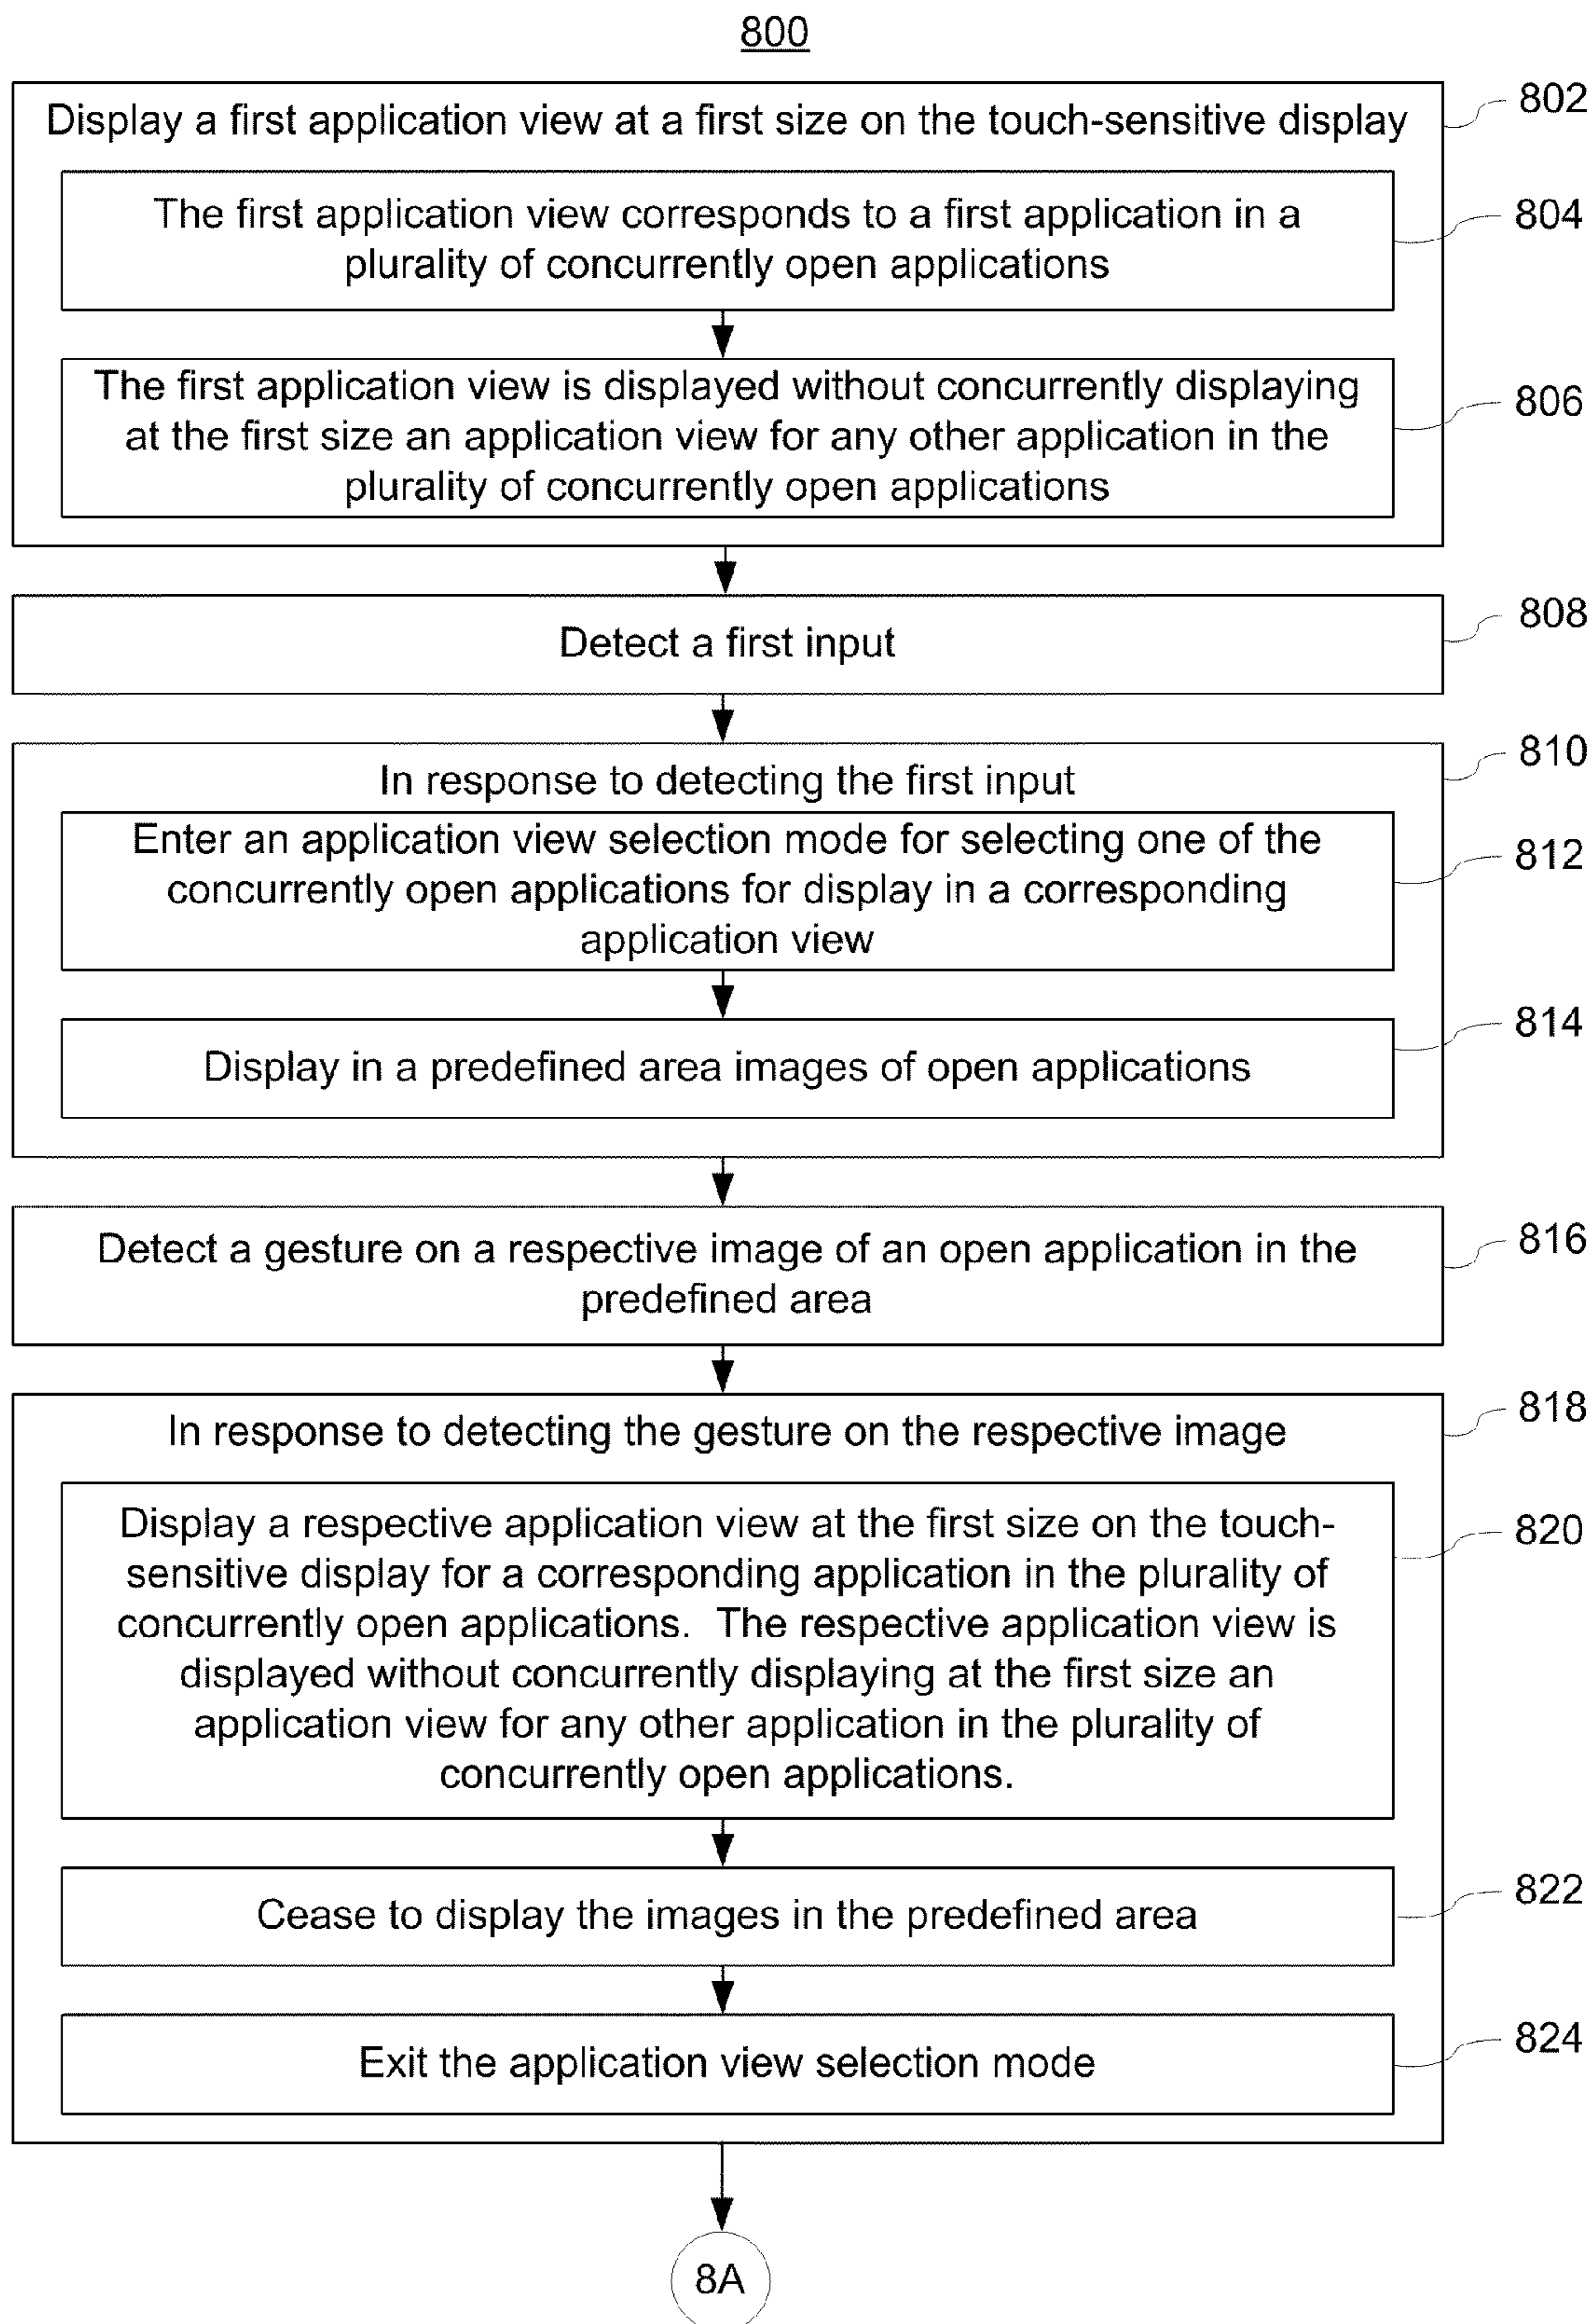 800
Display a first application view at a first size on the touch-sensitive display
802
The first application view corresponds to a first application in a
plurality of concurrently open applications
804
The first application view is displayed without concurrently displaying
at the first size an application view for any other application in the
plurality of concurrently open applications
806
Detect a first input
808
In response to detecting the first input
810
Enter an application view selection mode for selecting one of the
concurrently open applications for display in a corresponding
application view
812
Display in a predefined area images of open applications
814
Detect a gesture on a respective image of an open application in the
predefined area
816
In response to detecting the gesture on the respective image
818
Display a respective application view at the first size on the touch-
sensitive display for a corresponding application in the plurality of
concurrently open applications.  The respective application view is
displayed without concurrently displaying at the first size an
application view for any other application in the plurality of
concurrently open applications.
820
Cease to display the images in the predefined area
822
Exit the application view selection mode
824
8A